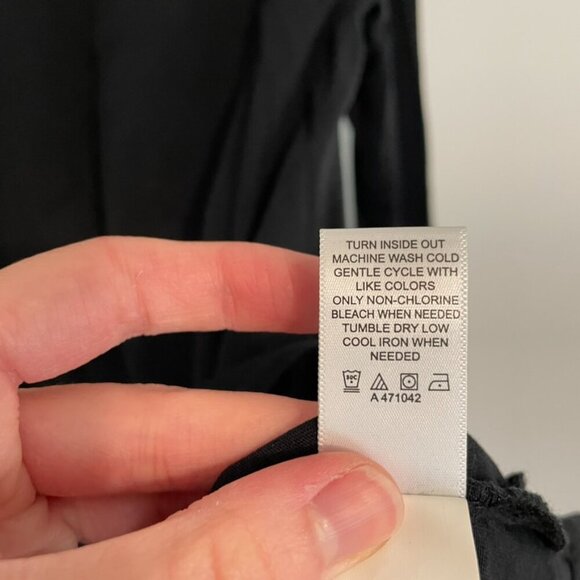 TURN INSIDE OUT
MACHINE WASH COLD
GENTLE CYCLE WITH
LIKE COLORS
ONLY NON-CHLORINE
BLEACH WHEN NEEDED
TUMBLE DRY LOW
COOL IRON WHEN
NEEDED
A 471042